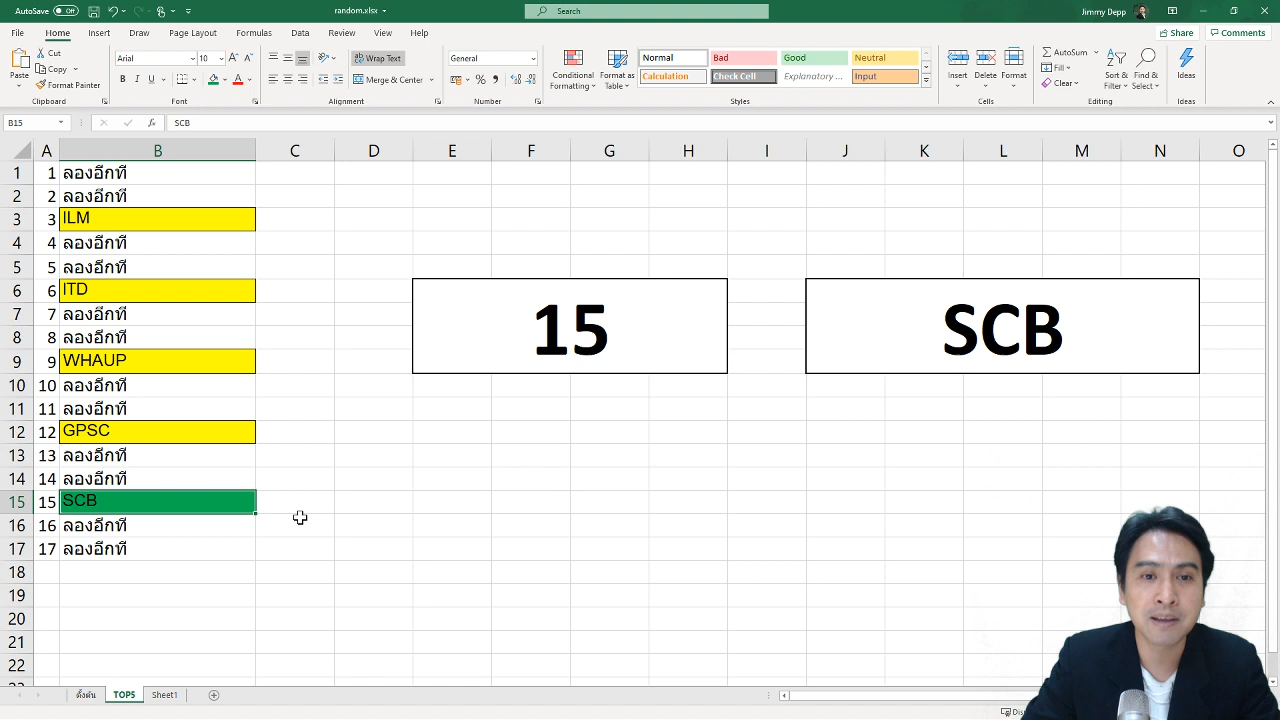 AutoSave Off random.xlsx Search Jimmy Depp
File Home Insert Draw Page Layout Formulas Data Review View Help Share Comments
Paste Cut Copy Format Painter Clipboard
Arial 10 B I U Font
Wrap Text Merge & Center Alignment
General Number
Conditional Formatting Format as Table
Normal Bad Good Neutral
Calculation Check Cell Explanatory ... Input
Styles
Insert Delete Format Cells
AutoSum Fill Clear Sort & Filter Find & Select Editing
Ideas Ideas
B15 fx SCB
A B C D E F G H I J K L M N O
1 1 ลองอีกที
2 2 ลองอีกที
3 3 ILM
4 4 ลองอีกที
5 5 ลองอีกที
6 6 ITD
7 7 ลองอีกที
8 8 ลองอีกที
9 9 WHAUP
10 10 ลองอีกที
11 11 ลองอีกที
12 12 GPSC
13 13 ลองอีกที
14 14 ลองอีกที
15 15 SCB
16 16 ลองอีกที
17 17 ลองอีกที
18
19
20
21
22
15
SCB
ตั้งต้น TOP5 Sheet1